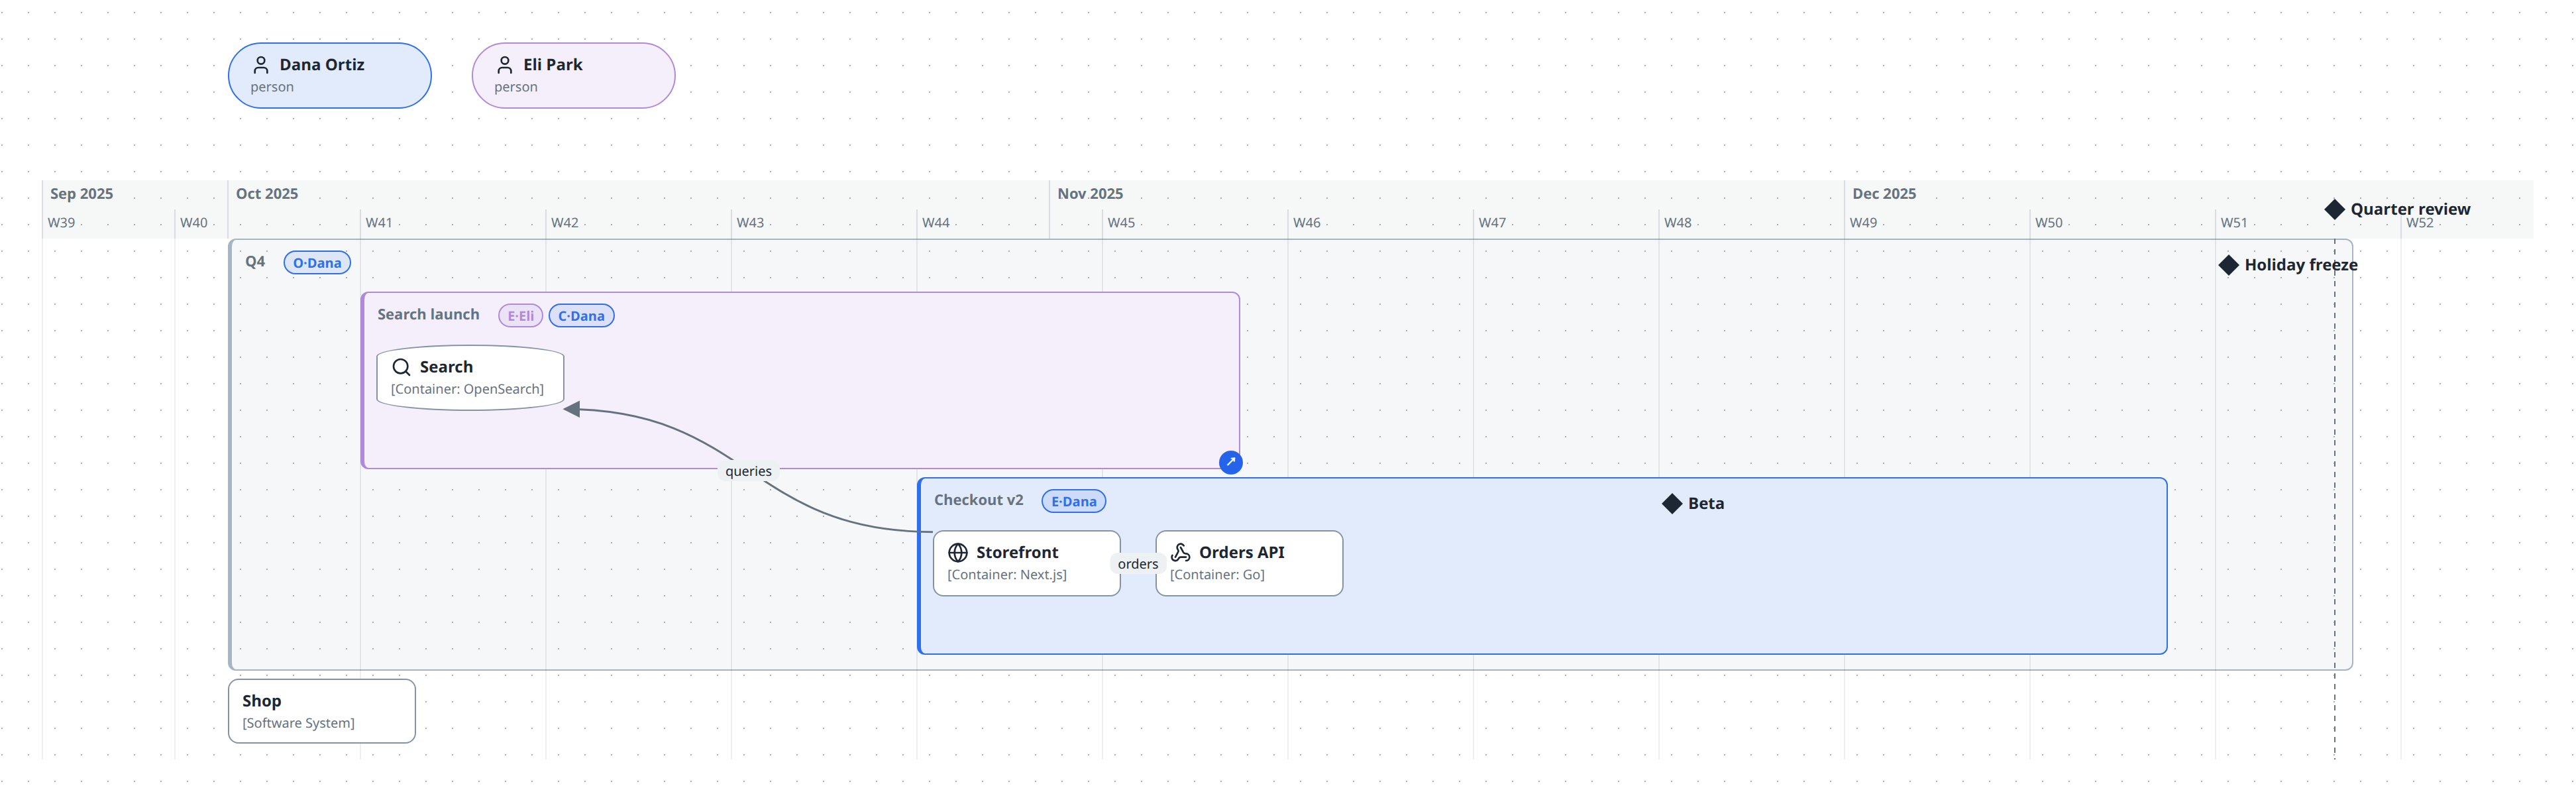 Dana Ortiz
person
Eli Park
person
Sep 2025
Oct 2025
Nov 2025
Dec 2025
W39
W40
W41
W42
W43
W44
W45
W46
W47
W48
W49
W50
W51
W52
Quarter review
Q4
O·Dana
Holiday freeze
Search launch
E·Eli
C·Dana
Search
[Container: OpenSearch]
queries
Checkout v2
E·Dana
Beta
Storefront
[Container: Next.js]
orders
Orders API
[Container: Go]
Shop
[Software System]